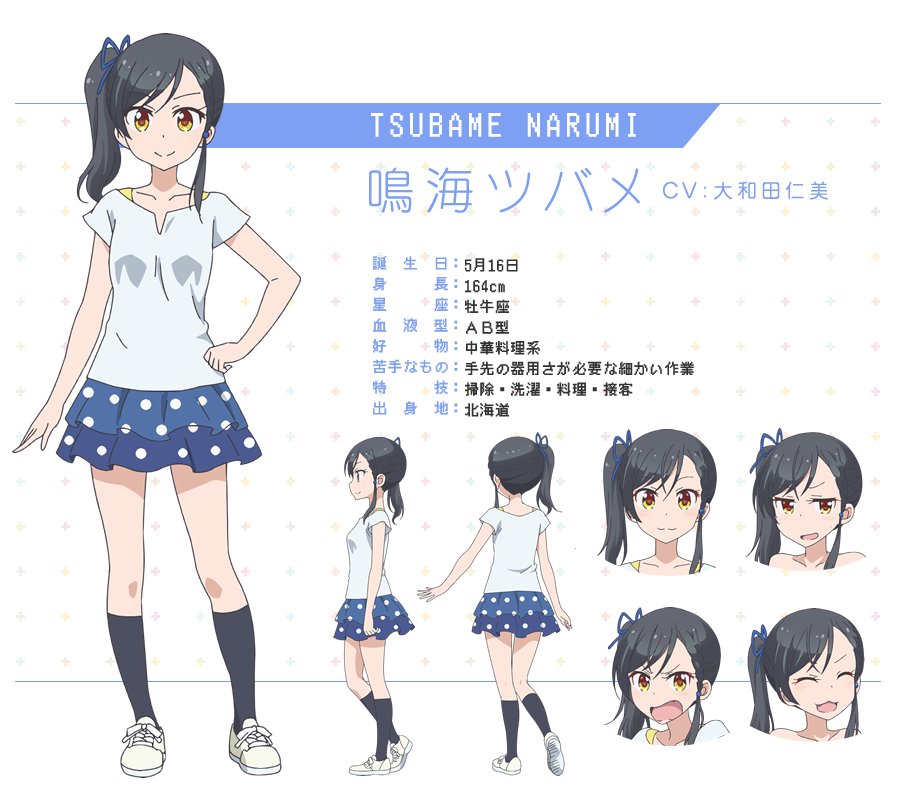 TSUBAME NARUMI
鳴海ツバメ CV:大和田仁美
誕生日：5月16日
身長：164cm
星座：牡牛座
血液型：ＡＢ型
好物：中華料理系
苦手なもの：手先の器用さが必要な細かい作業
特技：掃除・洗濯・料理・接客
出身地：北海道